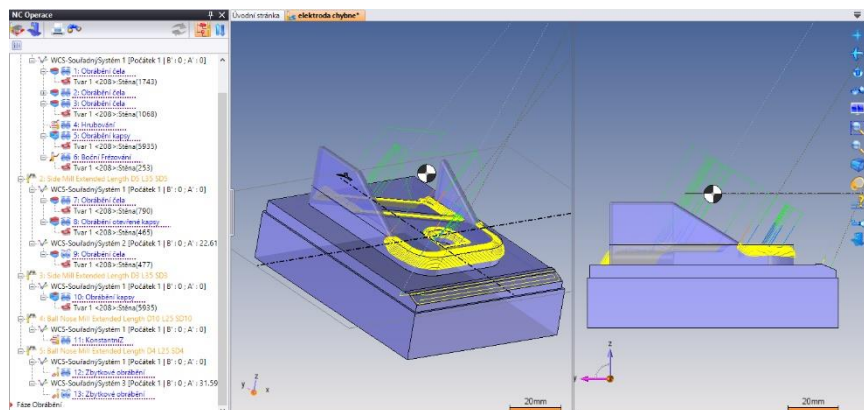 NC Operace
Úvodní stránka
elektroda chybne*
WCS-SouřadnýSystém 1 [Počátek 1 | B' : 0 ; A' : 0]
1: Obrábění čela
Tvar 1 <208>:Stěna(1743)
2: Obrábění čela
3: Obrábění čela
Tvar 1 <208>:Stěna(1068)
4: Hrubování
5: Obrábění kapsy
Tvar 1 <208>:Stěna(5935)
6: Boční Frézování
Tvar 1 <208>:Stěna(253)
2: Side Mill Extended Length D5 L35 SD5
WCS-SouřadnýSystém 1 [Počátek 1 | B' : 0 ; A' : 0]
7: Obrábění čela
Tvar 1 <208>:Stěna(790)
8: Obrábění otevřené kapsy
Tvar 1 <208>:Stěna(465)
WCS-SouřadnýSystém 2 [Počátek 1 | B' : 0 ; A' : 22.61
9: Obrábění čela
Tvar 1 <208>:Stěna(477)
3: Side Mill Extended Length D3 L35 SD3
WCS-SouřadnýSystém 1 [Počátek 1 | B' : 0 ; A' : 0]
10: Obrábění kapsy
Tvar 1 <208>:Stěna(5935)
4: Ball Nose Mill Extended Length D10 L25 SD10
WCS-SouřadnýSystém 1 [Počátek 1 | B' : 0 ; A' : 0]
11: KonstantníZ
5: Ball Nose Mill Extended Length D4 L25 SD4
WCS-SouřadnýSystém 1 [Počátek 1 | B' : 0 ; A' : 0]
12: Zbytkové obrábění
WCS-SouřadnýSystém 3 [Počátek 1 | B' : 0 ; A' : 31.59
13: Zbytkové obrábění
Fáze Obrábění
z
y
x
20mm
z
y
20mm